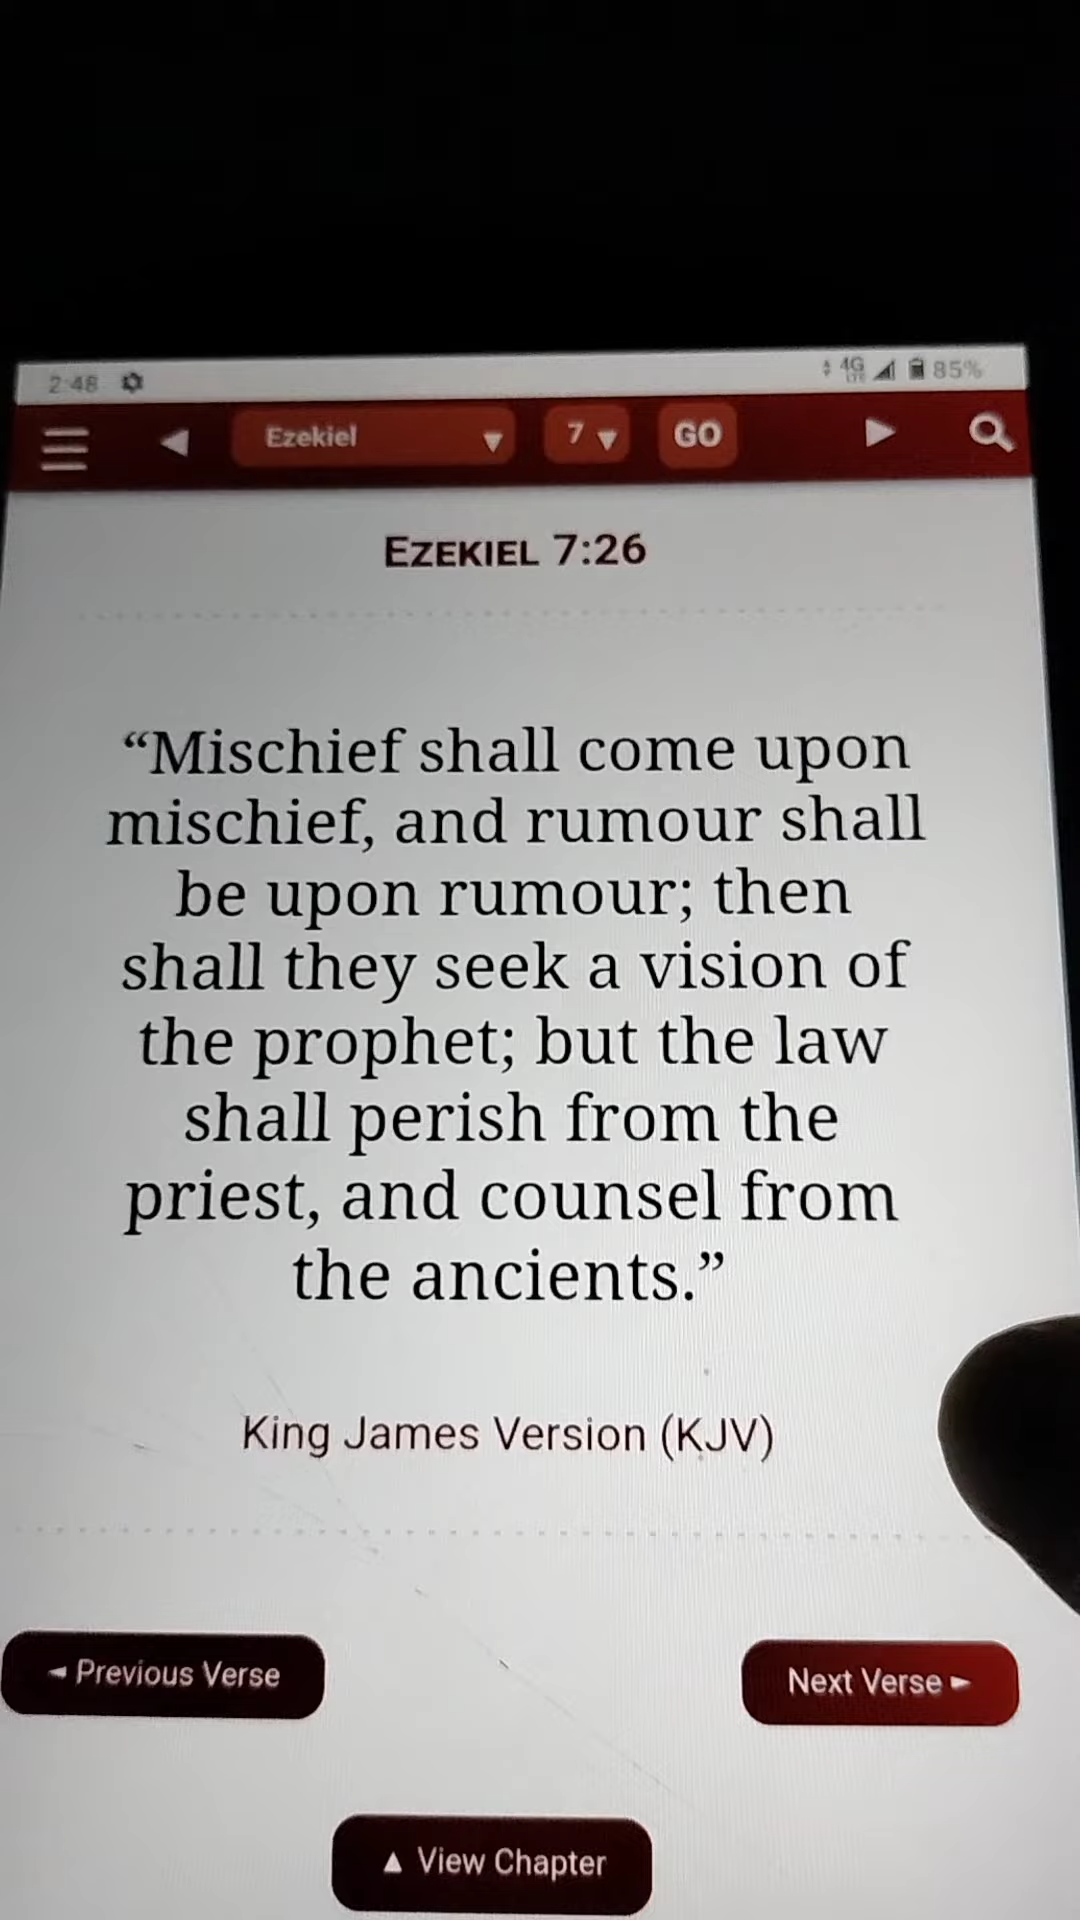 2:48 4G LTE 85%
Ezekiel 7 GO
EZEKIEL 7:26
“Mischief shall come upon
mischief, and rumour shall
be upon rumour; then
shall they seek a vision of
the prophet; but the law
shall perish from the
priest, and counsel from
the ancients.”
King James Version (KJV)
◄ Previous Verse
Next Verse ►
▲ View Chapter